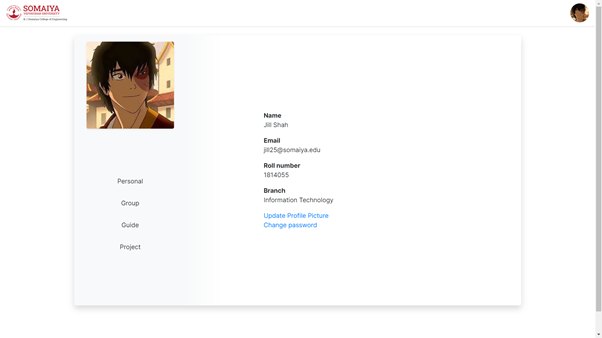 SOMAIYA
VIDYAVIHAR UNIVERSITY
K J Somaiya College of Engineering
Name
Jill Shah
Email
jill25@somaiya.edu
Roll number
1814055
Branch
Information Technology
Update Profile Picture
Change password
Personal
Group
Guide
Project